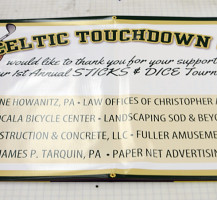 CELTIC TOUCHDOWN
would like to thank you for your support
1st Annual STICKS & DICE Tourn
NE HOWANITZ, PA • LAW OFFICES OF CHRISTOPHER
OCALA BICYCLE CENTER • LANDSCAPING SOD & BEYO
STRUCTION & CONCRETE, LLC • FULLER AMUSEME
JAMES P. TARQUIN, PA • PAPER NET ADVERTISIN